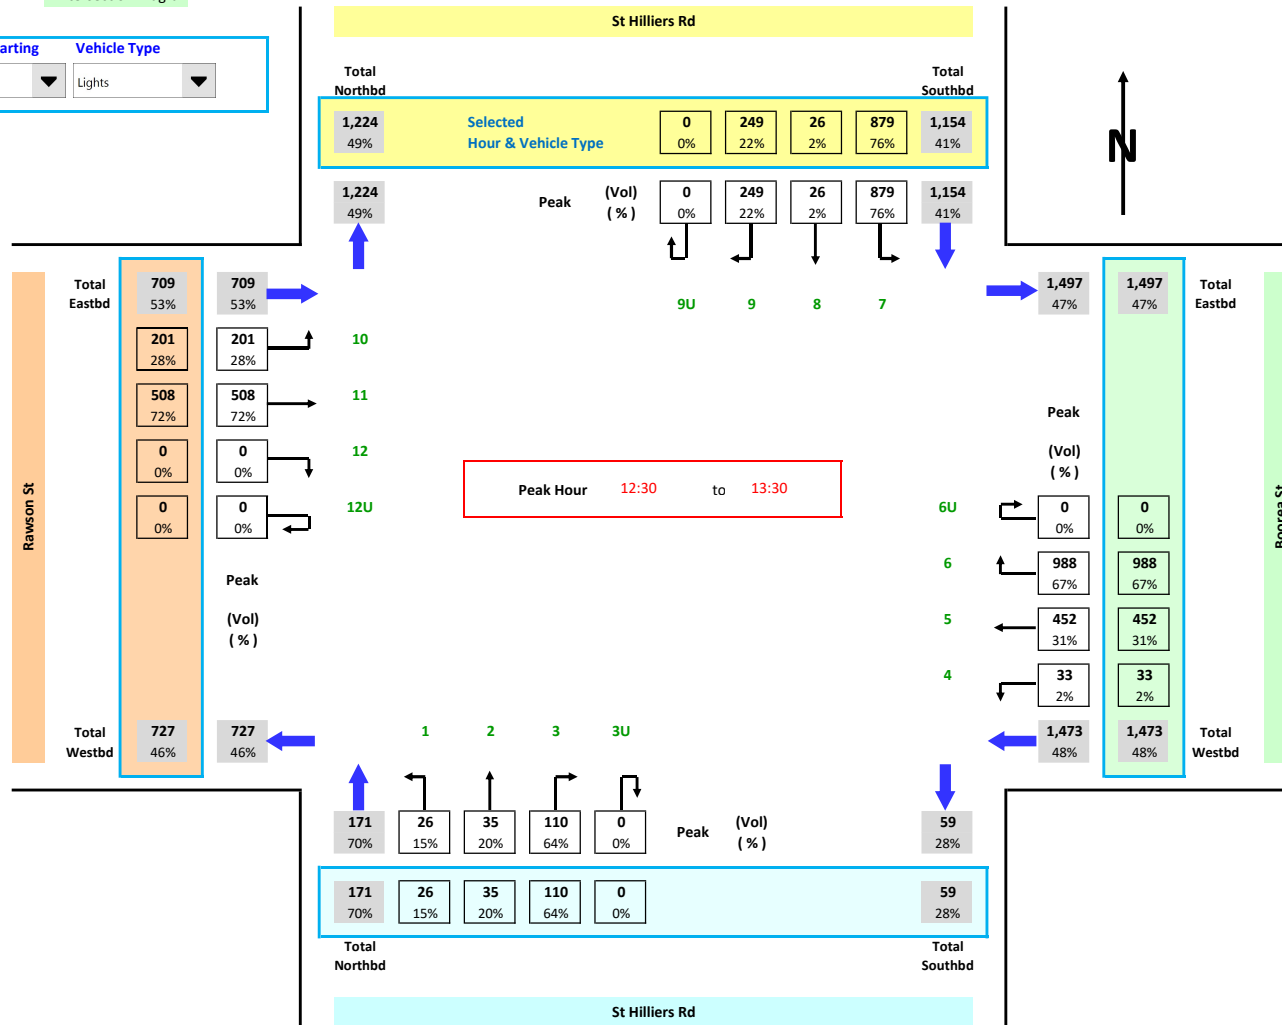 St Hilliers Rd
arting Vehicle Type
Lights
Total Northbd
Total Southbd
1,224 Selected 0 249 26 879 1,154
49% Hour & Vehicle Type 0% 22% 2% 76% 41%
1,224 Peak (Vol) 0 249 26 879 1,154
49% ( % ) 0% 22% 2% 76% 41%
N
Total Eastbd
709 709
53% 53%
9U 9 8 7
1,497 1,497
47% 47%
Total Eastbd
201 201 10
28% 28%
508 508 11
72% 72%
0 0 12
0% 0%
0 0 12U
0% 0%
Rawson St
Peak
(Vol)
( % )
Peak Hour 12:30 to 13:30
Peak
(Vol)
( % )
6U 0 0
0% 0%
6 988 988
67% 67%
5 452 452
31% 31%
4 33 33
2% 2%
Boorea St
Total Westbd
727 727
46% 46%
1 2 3 3U
1,473 1,473
48% 48%
Total Westbd
171 26 35 110 0 Peak (Vol) 59
70% 15% 20% 64% 0% ( % ) 28%
171 26 35 110 0 59
70% 15% 20% 64% 0% 28%
Total Northbd
Total Southbd
St Hilliers Rd